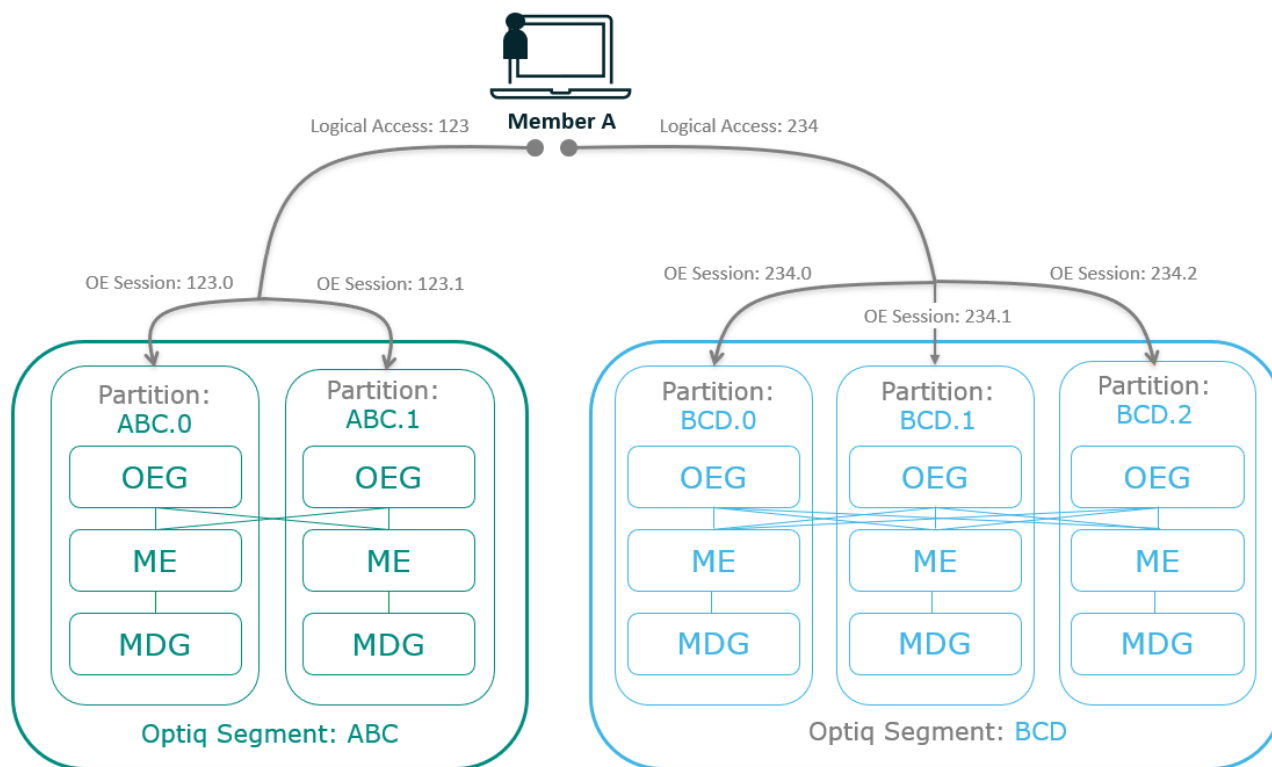 Member A
Logical Access: 123
Logical Access: 234
OE Session: 123.0
OE Session: 123.1
OE Session: 234.0
OE Session: 234.1
OE Session: 234.2
Partition:
ABC.0
OEG
ME
MDG
Partition:
ABC.1
OEG
ME
MDG
Optiq Segment: ABC
Partition:
BCD.0
OEG
ME
MDG
Partition:
BCD.1
OEG
ME
MDG
Partition:
BCD.2
OEG
ME
MDG
Optiq Segment: BCD